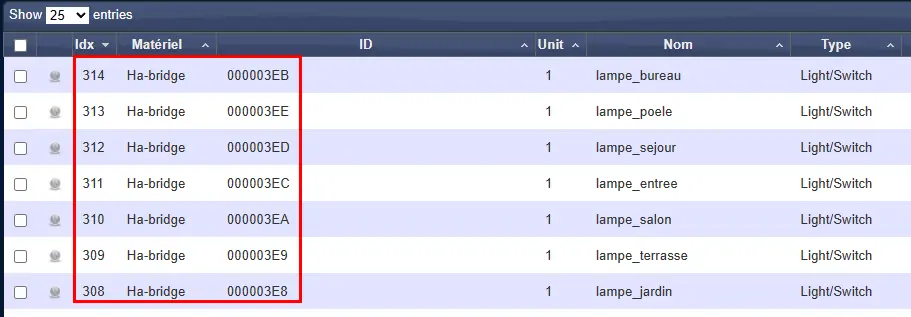 Show 25 entries
Idx Matériel ID Unit Nom Type
314 Ha-bridge 000003EB 1 lampe_bureau Light/Switch
313 Ha-bridge 000003EE 1 lampe_poele Light/Switch
312 Ha-bridge 000003ED 1 lampe_sejour Light/Switch
311 Ha-bridge 000003EC 1 lampe_entree Light/Switch
310 Ha-bridge 000003EA 1 lampe_salon Light/Switch
309 Ha-bridge 000003E9 1 lampe_terrasse Light/Switch
308 Ha-bridge 000003E8 1 lampe_jardin Light/Switch